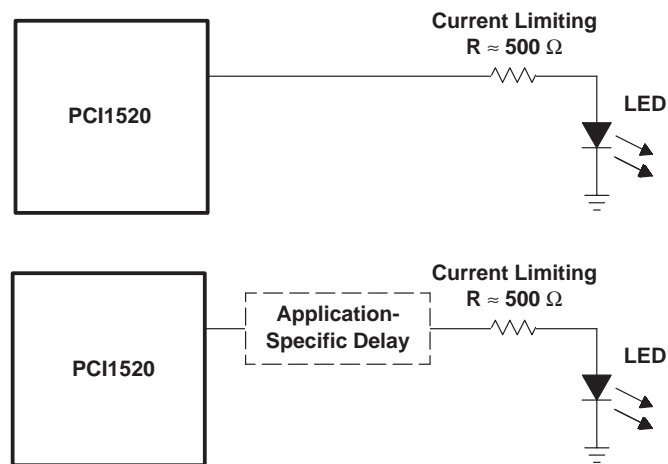 Current Limiting
R ≈ 500 Ω
PCI1520
LED
Current Limiting
R ≈ 500 Ω
Application-
Specific Delay
PCI1520
LED